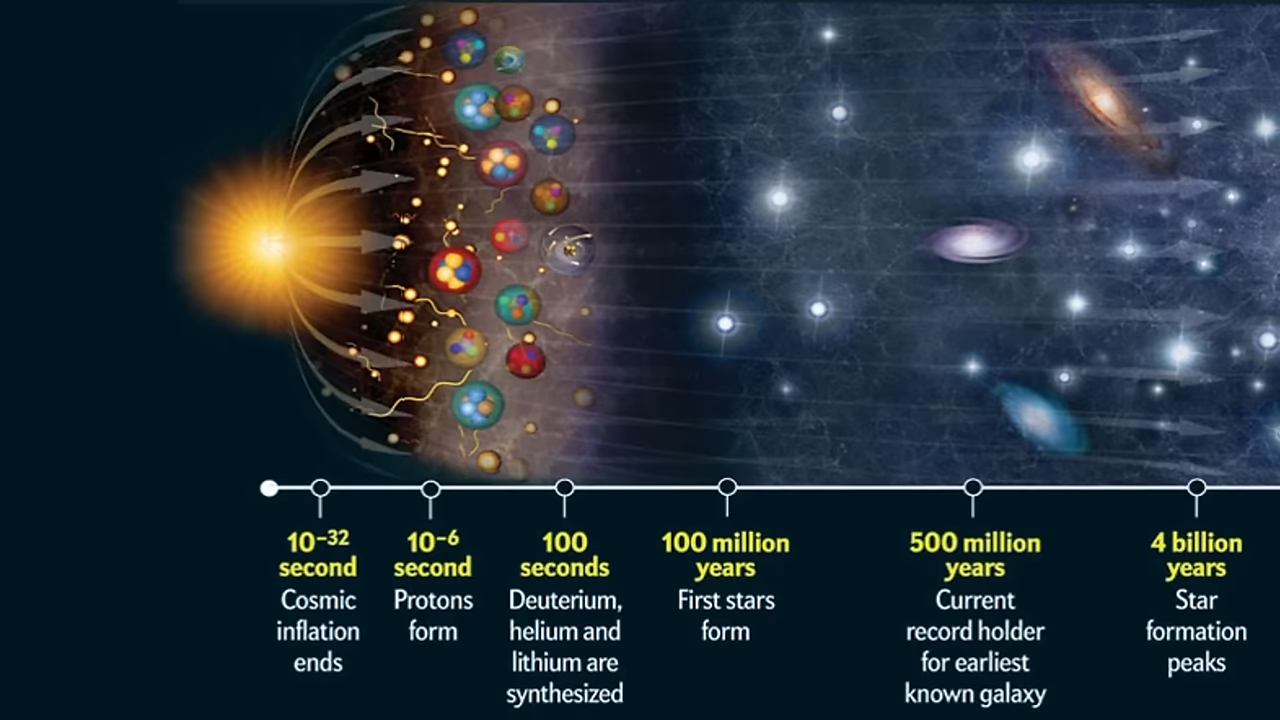 10⁻³²
second
Cosmic
inflation
ends
10⁻⁶
second
Protons
form
100
seconds
Deuterium,
helium and
lithium are
synthesized
100 million
years
First stars
form
500 million
years
Current
record holder
for earliest
known galaxy
4 billion
years
Star
formation
peaks